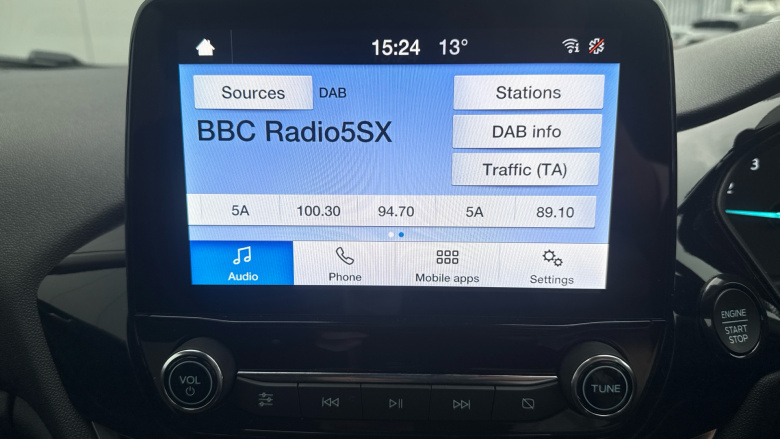 15:24 13°
Sources DAB Stations
BBC Radio5SX
DAB info
Traffic (TA)
5A 100.30 94.70 5A 89.10
Audio Phone Mobile apps Settings
3
ENGINE
START
STOP
VOL
TUNE